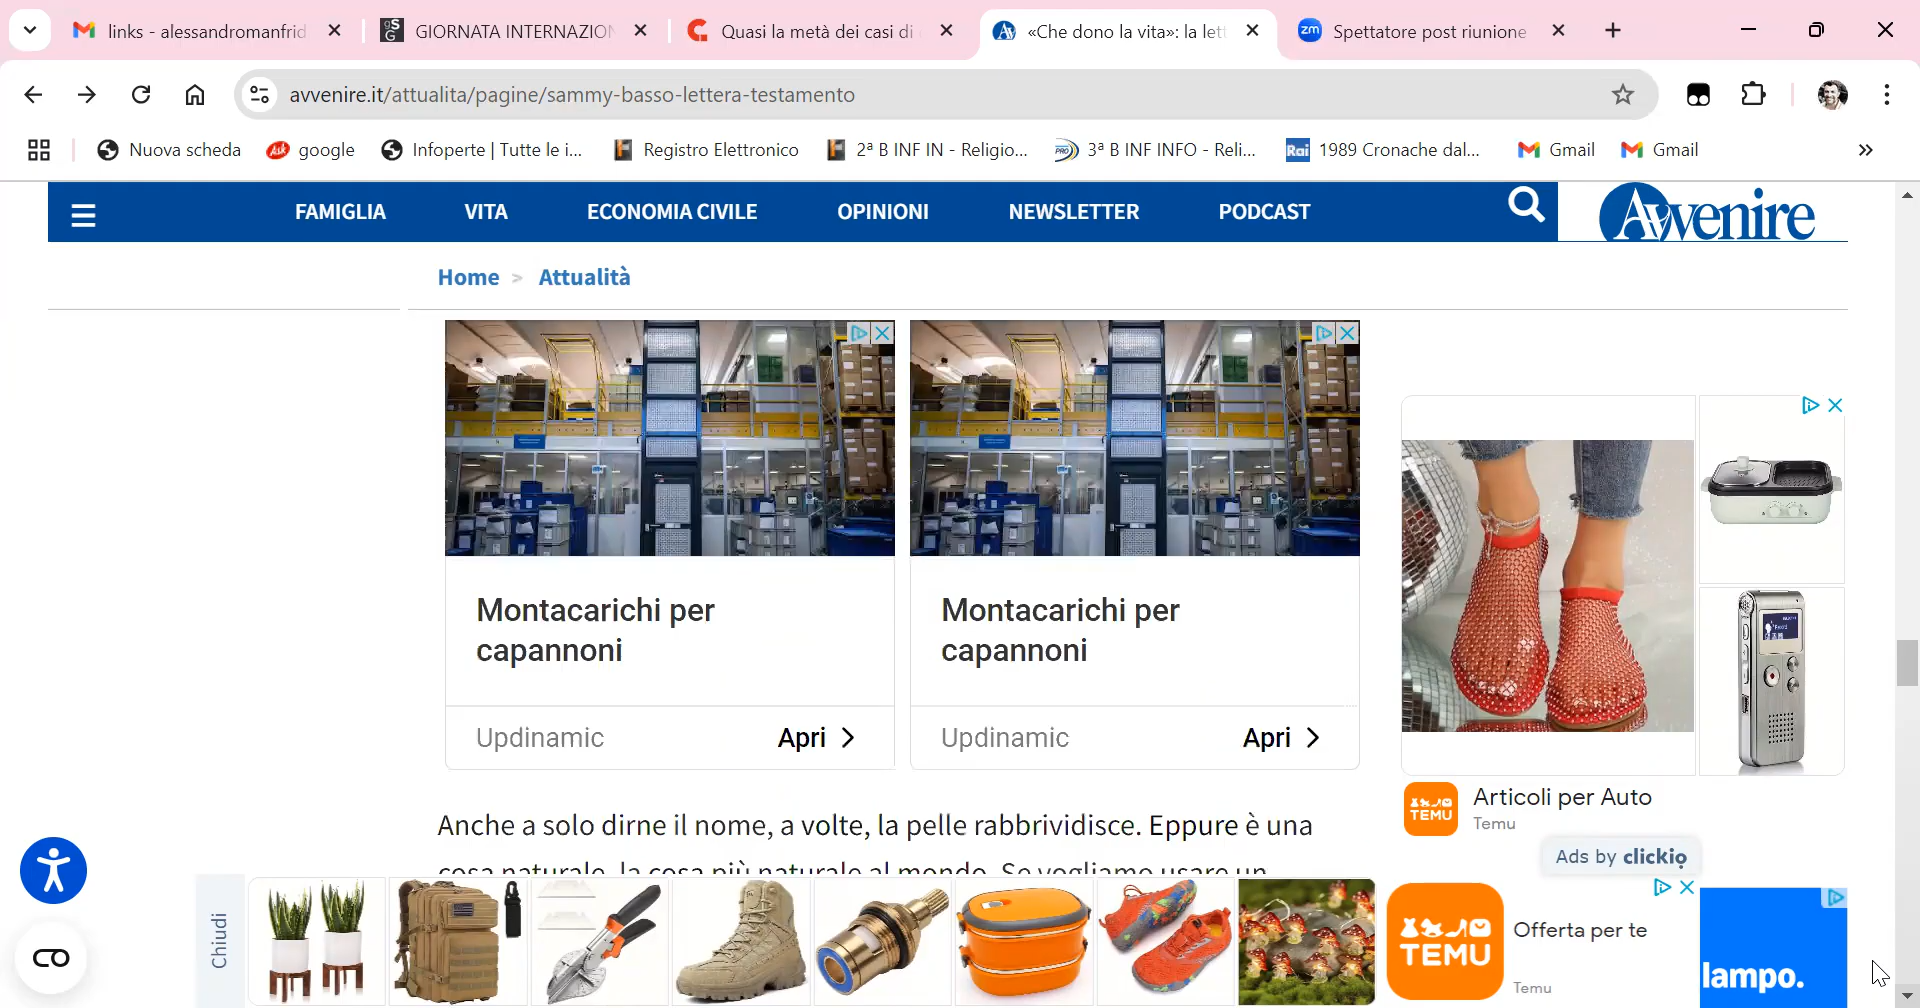 links - alessandromanfrid
GIORNATA INTERNAZION
Quasi la metà dei casi di
«Che dono la vita»: la let
Spettatore post riunione
avvenire.it/attualita/pagine/sammy-basso-lettera-testamento
Nuova scheda
google
Infoperte | Tutte le i...
Registro Elettronico
2ª B INF IN - Religio...
3ª B INF INFO - Reli...
Rai
1989 Cronache dal...
Gmail
Gmail
FAMIGLIA
VITA
ECONOMIA CIVILE
OPINIONI
NEWSLETTER
PODCAST
Avvenire
Home > Attualità
Montacarichi per
capannoni
Updinamic
Apri
Montacarichi per
capannoni
Updinamic
Apri
TEMU
Articoli per Auto
Temu
Ads by clickio
Anche a solo dirne il nome, a volte, la pelle rabbrividisce. Eppure è una
cosa naturale, la cosa più naturale al mondo. Se vogliamo usare un
Chiudi
TEMU
Offerta per te
Temu
lampo.